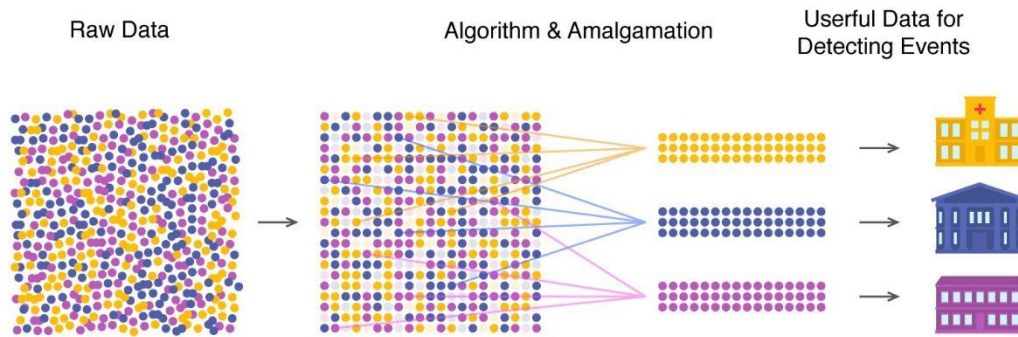 Raw Data
Algorithm & Amalgamation
Userful Data for
Detecting Events